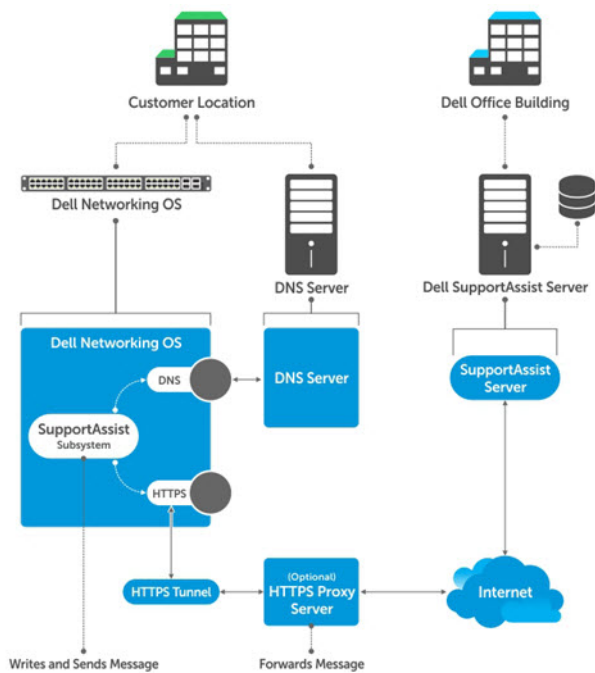 Customer Location
Dell Office Building
Dell Networking OS
DNS Server
Dell SupportAssist Server
Dell Networking OS
DNS
DNS Server
SupportAssist
Server
SupportAssist
Subsystem
HTTPS
HTTPS Tunnel
(Optional)
HTTPS Proxy
Server
Internet
Writes and Sends Message
Forwards Message